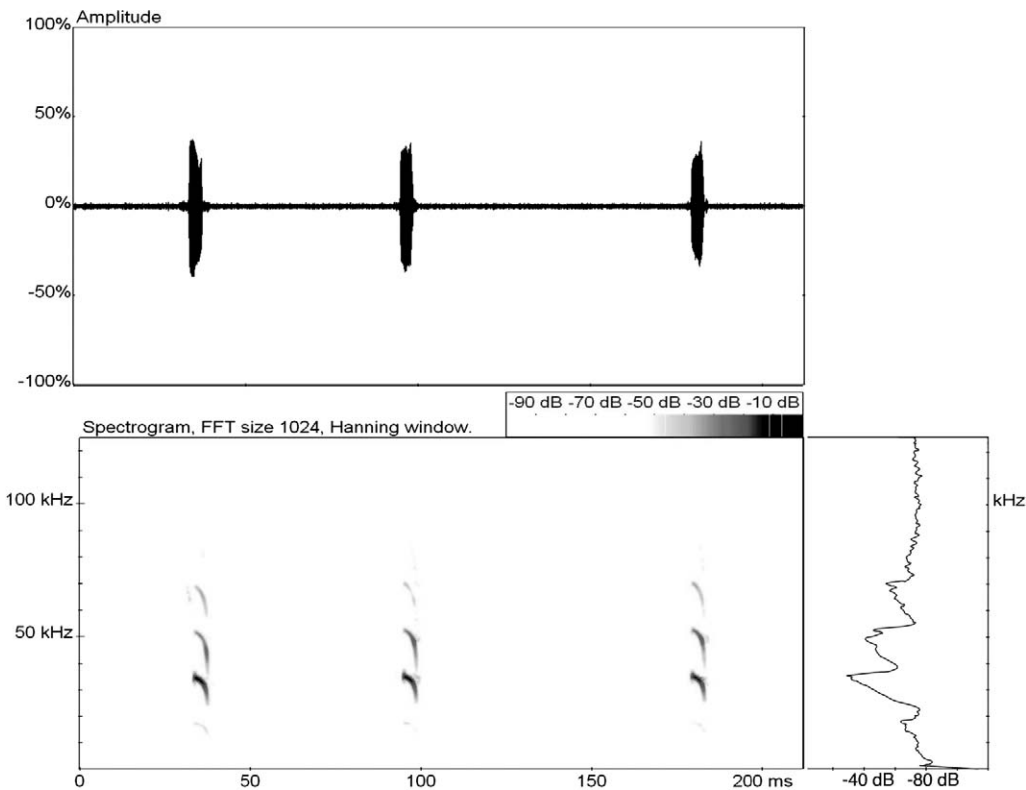 Amplitude
100%
50%
0%
-50%
-100%
-90 dB -70 dB -50 dB -30 dB -10 dB
Spectrogram, FFT size 1024, Hanning window.
100 kHz
50 kHz
kHz
0 50 100 150 200 ms
-40 dB -80 dB